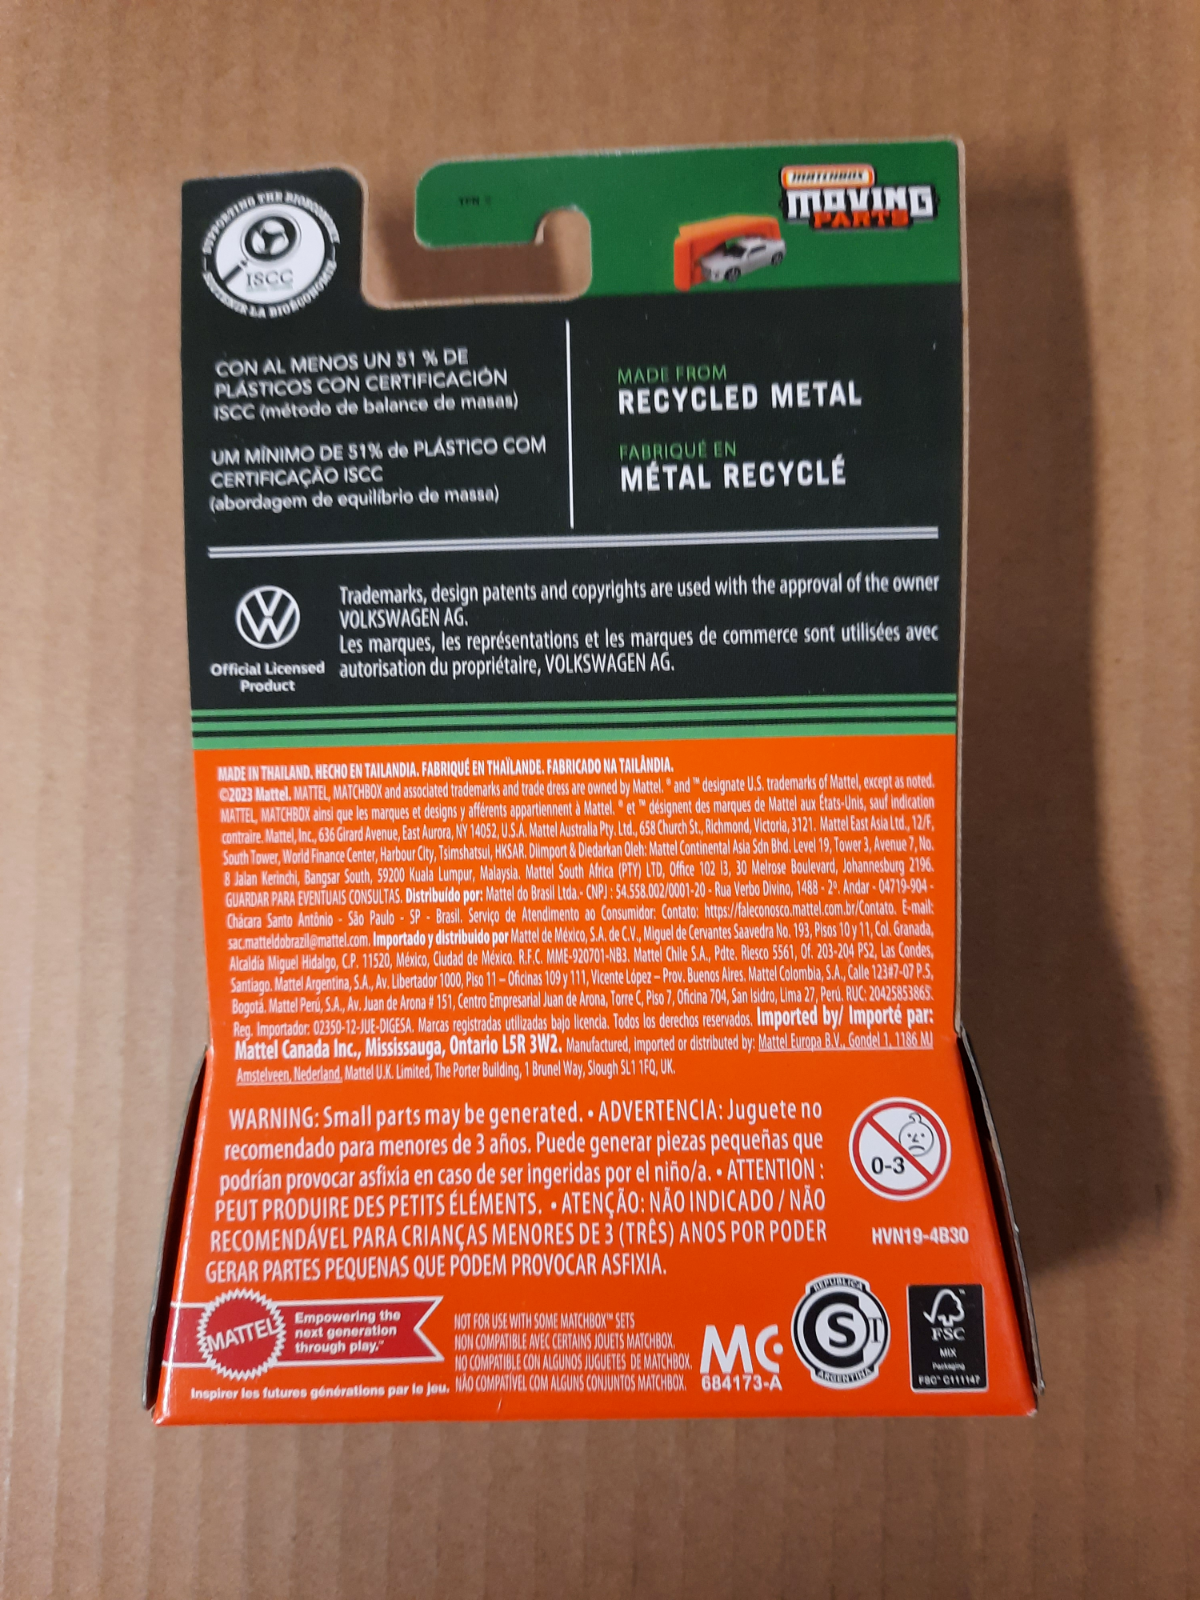 SUPPORTING THE BIOECONOMY
ISCC
SOUTENIR LA BIOÉCONOMIE
MATCHBOX
MOVING
PARTS
CON AL MENOS UN 51 % DE
PLÁSTICOS CON CERTIFICACIÓN
ISCC (método de balance de masas)
UM MÍNIMO DE 51% de PLÁSTICO COM
CERTIFICAÇÃO ISCC
(abordagem de equilíbrio de massa)
MADE FROM
RECYCLED METAL
FABRIQUÉ EN
MÉTAL RECYCLÉ
Official Licensed
Product
Trademarks, design patents and copyrights are used with the approval of the owner
VOLKSWAGEN AG.
Les marques, les représentations et les marques de commerce sont utilisées avec
autorisation du propriétaire, VOLKSWAGEN AG.
MADE IN THAILAND. HECHO EN TAILANDIA. FABRIQUÉ EN THAÏLANDE. FABRICADO NA TAILÂNDIA.
©2023 Mattel. MATTEL, MATCHBOX and associated trademarks and trade dress are owned by Mattel. ® and ™ designate U.S. trademarks of Mattel, except as noted.
MATTEL, MATCHBOX ainsi que les marques et designs y afférents appartiennent à Mattel. ® et ™ désignent des marques de Mattel aux États-Unis, sauf indication
contraire. Mattel, Inc., 636 Girard Avenue, East Aurora, NY 14052, U.S.A. Mattel Australia Pty. Ltd., 658 Church St., Richmond, Victoria, 3121. Mattel East Asia Ltd., 12/F,
South Tower, World Finance Center, Harbour City, Tsimshatsui, HKSAR. Diimport & Diedarkan Oleh: Mattel Continental Asia Sdn Bhd. Level 19, Tower 3, Avenue 7, No.
8 Jalan Kerinchi, Bangsar South, 59200 Kuala Lumpur, Malaysia. Mattel South Africa (PTY) LTD, Office 102 I3, 30 Melrose Boulevard, Johannesburg 2196.
GUARDAR PARA EVENTUAIS CONSULTAS. Distribuído por: Mattel do Brasil Ltda.- CNPJ : 54.558.002/0001-20 - Rua Verbo Divino, 1488 - 2º. Andar - 04719-904 -
Chácara Santo Antônio - São Paulo - SP - Brasil. Serviço de Atendimento ao Consumidor: Contato: https://faleconosco.mattel.com.br/Contato. E-mail:
sac.matteldobrazil@mattel.com. Importado y distribuido por Mattel de México, S.A. de C.V., Miguel de Cervantes Saavedra No. 193, Pisos 10 y 11, Col. Granada,
Alcaldía Miguel Hidalgo, C.P. 11520, México, Ciudad de México. R.F.C. MME-920701-NB3. Mattel Chile S.A., Pdte. Riesco 5561, Of. 203-204 PS2, Las Condes,
Santiago. Mattel Argentina, S.A., Av. Libertador 1000, Piso 11 – Oficinas 109 y 111, Vicente López – Prov. Buenos Aires. Mattel Colombia, S.A., Calle 123#7-07 P.5,
Bogotá. Mattel Perú, S.A., Av. Juan de Arona # 151, Centro Empresarial Juan de Arona, Torre C, Piso 7, Oficina 704, San Isidro, Lima 27, Perú. RUC: 20425853865.
Reg. Importador: 02350-12-JUE-DIGESA. Marcas registradas utilizadas bajo licencia. Todos los derechos reservados. Imported by/ Importé par:
Mattel Canada Inc., Mississauga, Ontario L5R 3W2. Manufactured, imported or distributed by: Mattel Europa B.V., Gondel 1, 1186 MJ
Amstelveen, Nederland. Mattel U.K. Limited, The Porter Building, 1 Brunel Way, Slough SL1 1FQ, UK.
WARNING: Small parts may be generated. • ADVERTENCIA: Juguete no
recomendado para menores de 3 años. Puede generar piezas pequeñas que
podrían provocar asfixia en caso de ser ingeridas por el niño/a. • ATTENTION :
PEUT PRODUIRE DES PETITS ÉLÉMENTS. • ATENÇÃO: NÃO INDICADO / NÃO
RECOMENDÁVEL PARA CRIANÇAS MENORES DE 3 (TRÊS) ANOS POR PODER
GERAR PARTES PEQUENAS QUE PODEM PROVOCAR ASFIXIA.
0-3
HVN19-4B30
MATTEL
Empowering the
next generation
through play.™
Inspirer les futures générations par le jeu.
NOT FOR USE WITH SOME MATCHBOX™ SETS
NON COMPATIBLE AVEC CERTAINS JOUETS MATCHBOX.
NO COMPATIBLE CON ALGUNOS JUGUETES DE MATCHBOX.
NÃO COMPATÍVEL COM ALGUNS CONJUNTOS MATCHBOX.
MC
684173-A
REPUBLICA
S
ARGENTINA
FSC
MIX
Packaging
FSC™ C111147